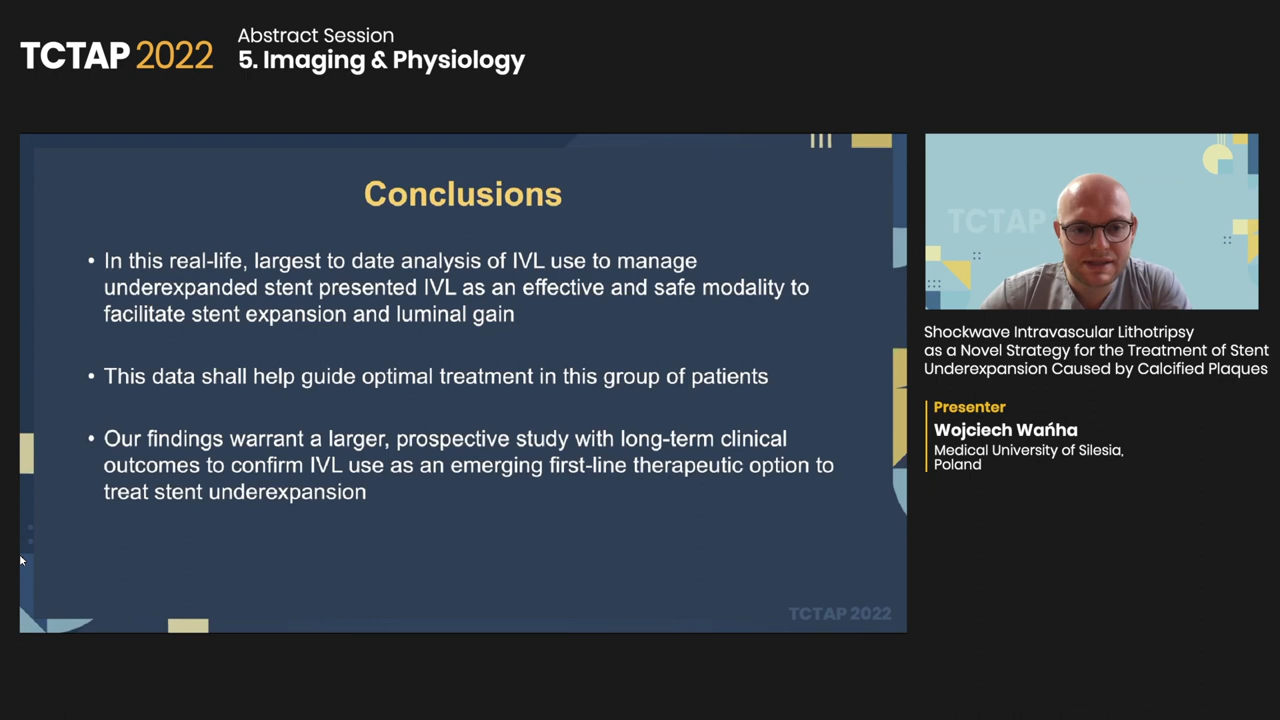 TCTAP 2022
Abstract Session
5. Imaging & Physiology
Conclusions
• In this real-life, largest to date analysis of IVL use to manage
underexpanded stent presented IVL as an effective and safe modality to
facilitate stent expansion and luminal gain
• This data shall help guide optimal treatment in this group of patients
• Our findings warrant a larger, prospective study with long-term clinical
outcomes to confirm IVL use as an emerging first-line therapeutic option to
treat stent underexpansion
TCTAP 2022
TCTAP
Shockwave Intravascular Lithotripsy
as a Novel Strategy for the Treatment of Stent
Underexpansion Caused by Calcified Plaques
Presenter
Wojciech Wańha
Medical University of Silesia,
Poland